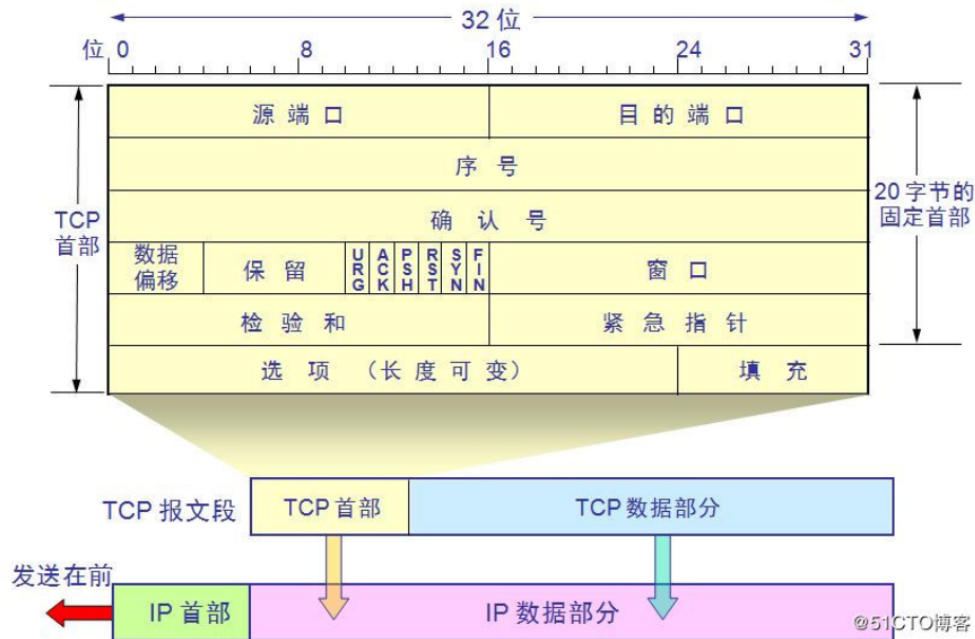 32 位
位 0 8 16 24 31
源 端 口 目 的 端 口
序 号
TCP
首部
20 字节的
固定首部
确 认 号
数据
偏移
保 留
URG
ACK
PSH
RST
SYN
FIN
窗 口
检 验 和 紧 急 指 针
选 项 （长 度 可 变） 填 充
TCP 报文段 TCP 首部 TCP 数据部分
发送在前
IP 首部 IP 数据部分
@51CTO博客